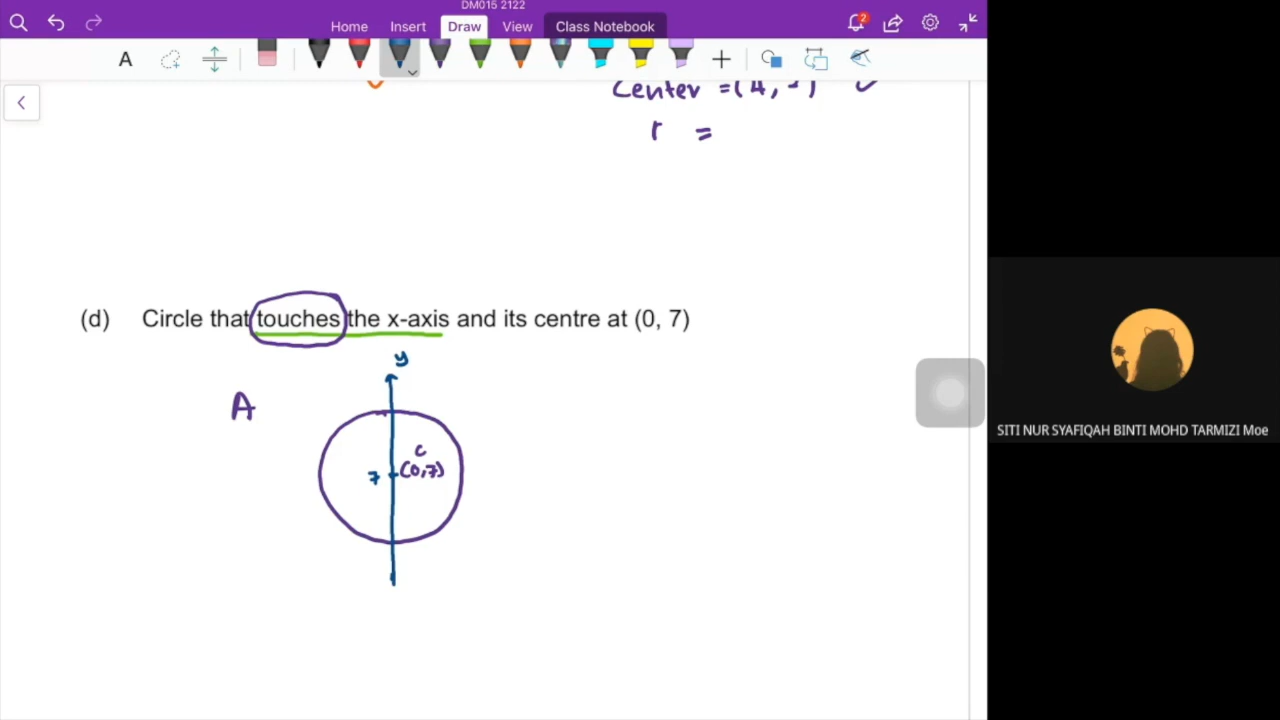 DM015 2122
Home Insert Draw View Class Notebook
2
A
Center = (4,
r =
(d) Circle that touches the x-axis and its centre at (0, 7)
y
A
C
7 (0,7)
SITI NUR SYAFIQAH BINTI MOHD TARMIZI Moe